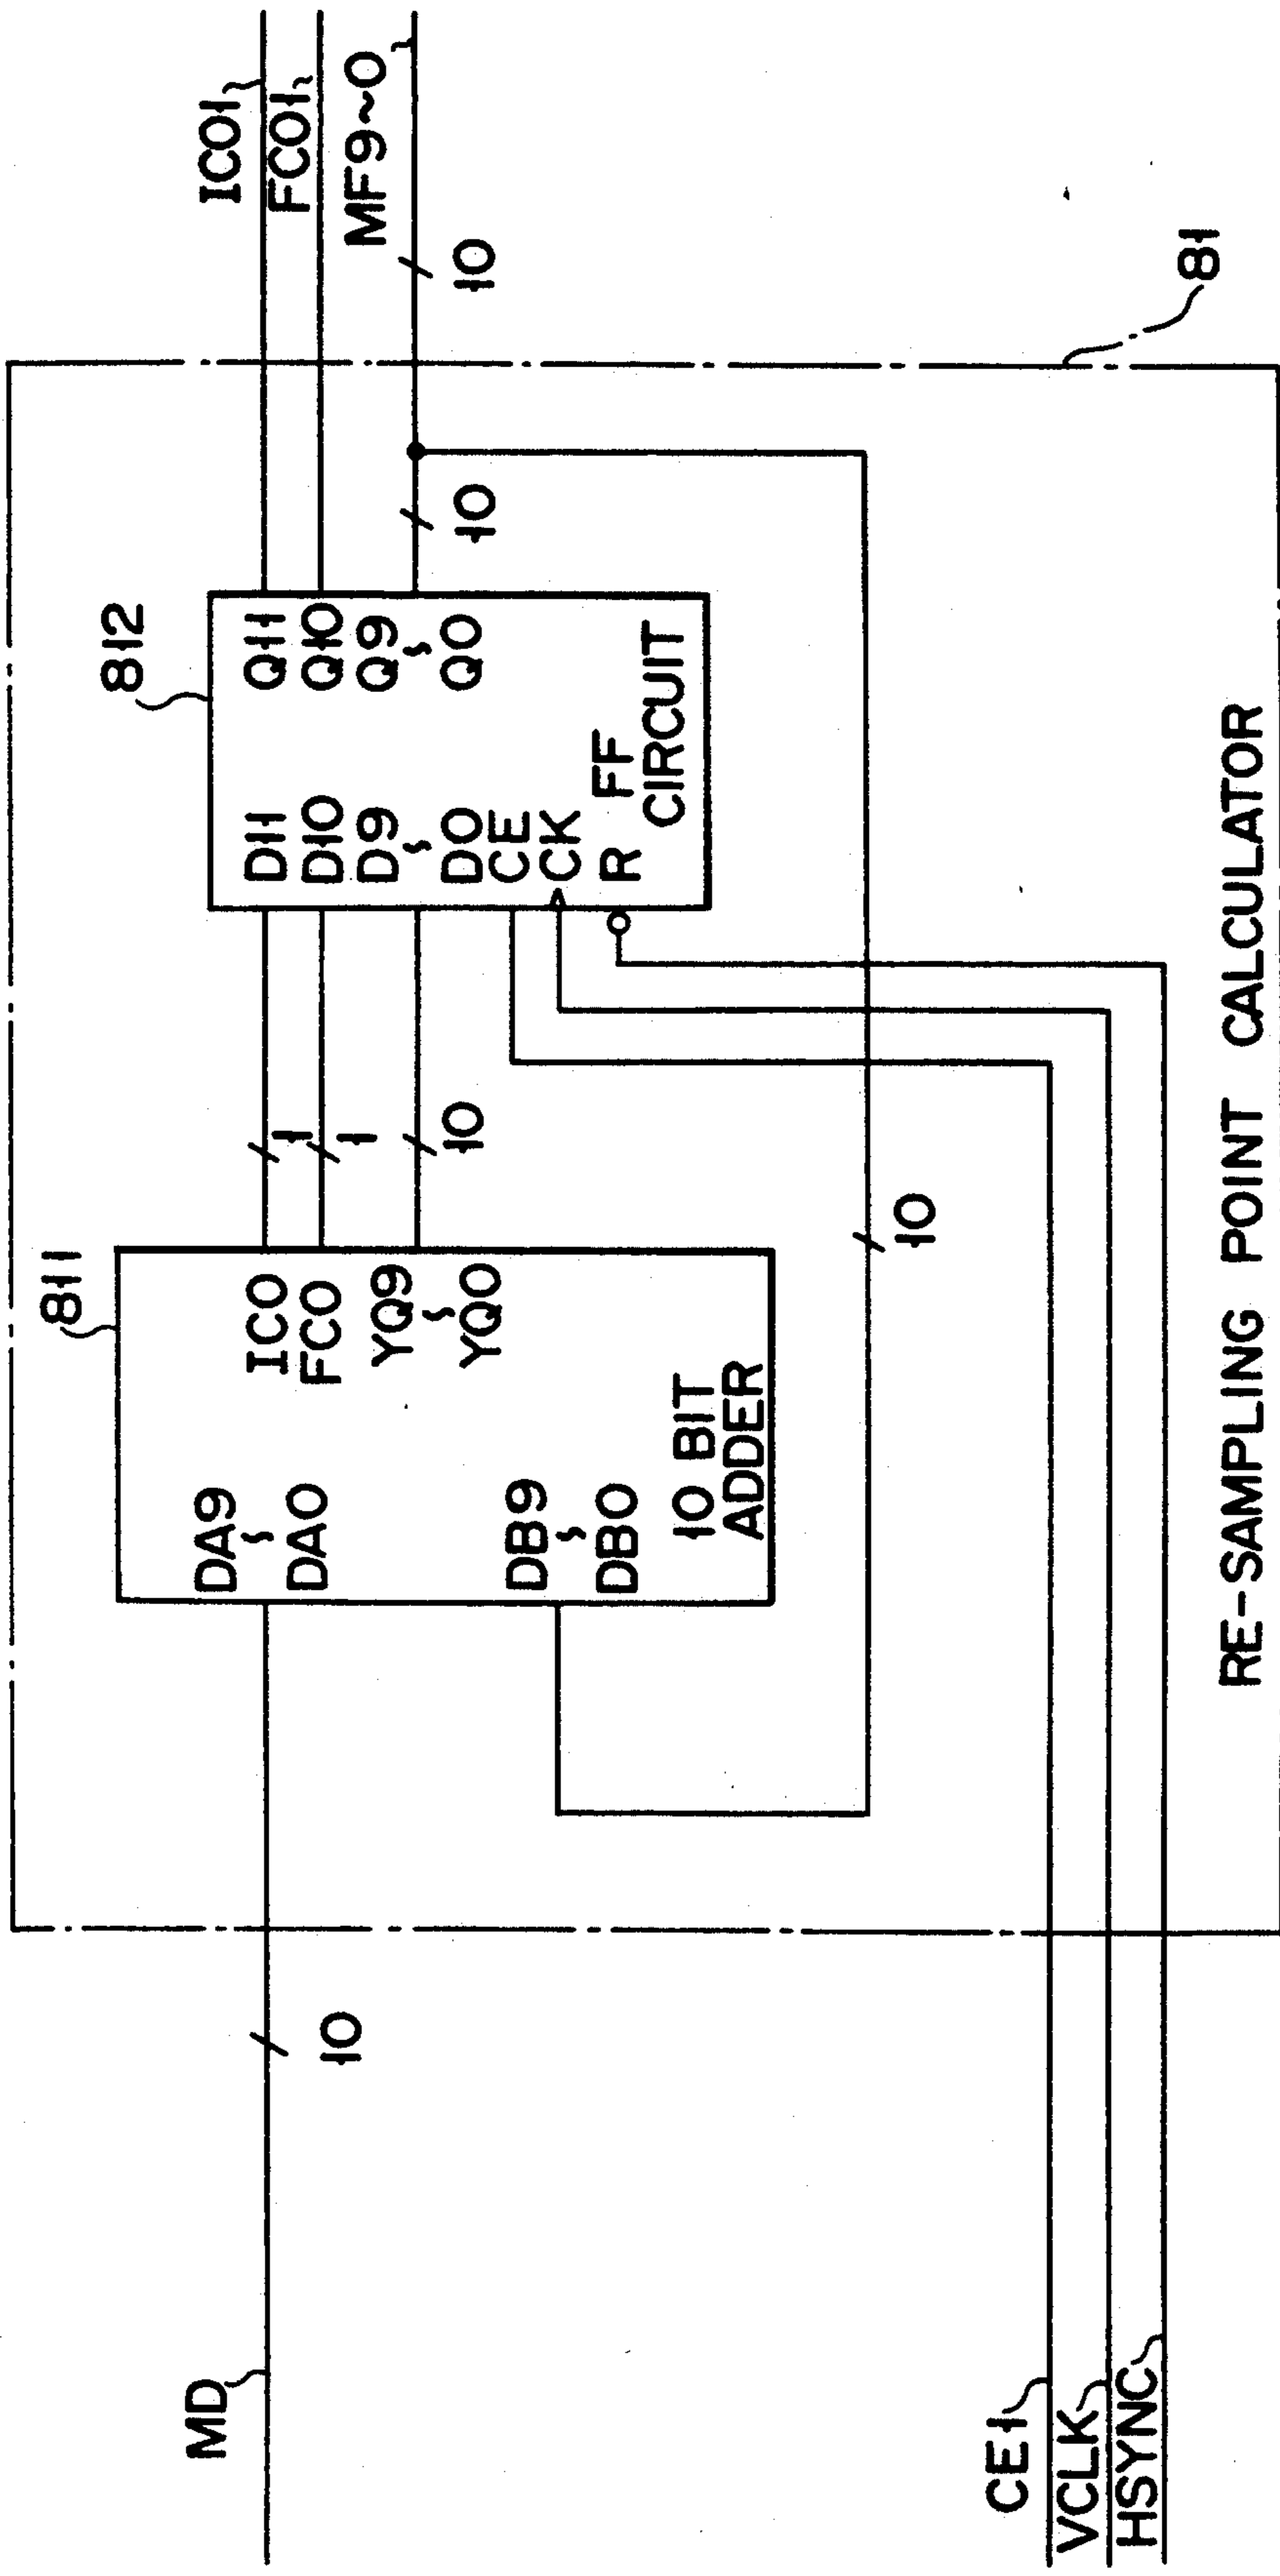 MD
10
811
DA9
~
DA0
DB9
~
DB0
10 BIT
ADDER
ICO
FCO
YQ9
~
YQ0
1
1
10
10
812
D11
D10
D9
~
D0
CE
CK
R
FF
CIRCUIT
Q11
Q10
Q9
~
Q0
10
ICO1
FCO1
MF9~0
10
81
CE1
VCLK
HSYNC
RE-SAMPLING POINT CALCULATOR